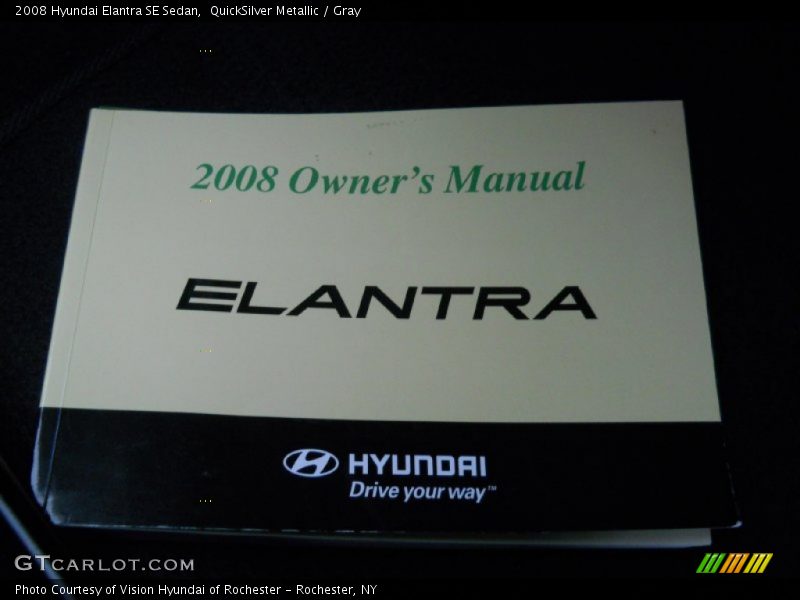 2008 Hyundai Elantra SE Sedan,  QuickSilver Metallic / Gray
2008 Owner's Manual
ELANTRA
HYUNDAI
Drive your way™
GTCARLOT.COM
Photo Courtesy of Vision Hyundai of Rochester - Rochester, NY